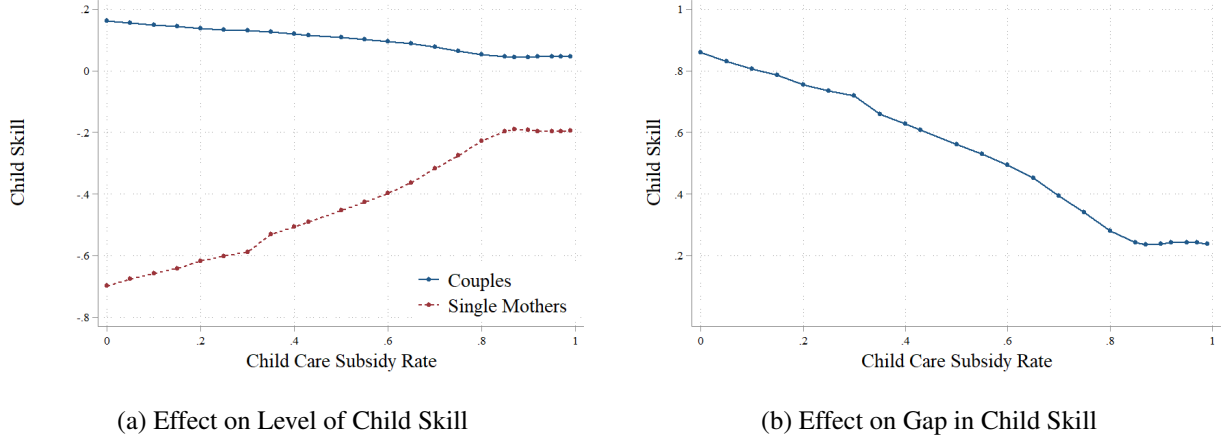 .2
0
-.2
-.4
-.6
-.8
Child Skill
0
.2
.4
.6
.8
1
Child Care Subsidy Rate
Couples
Single Mothers
(a) Effect on Level of Child Skill
1
.8
.6
.4
.2
Child Skill
0
.2
.4
.6
.8
1
Child Care Subsidy Rate
(b) Effect on Gap in Child Skill